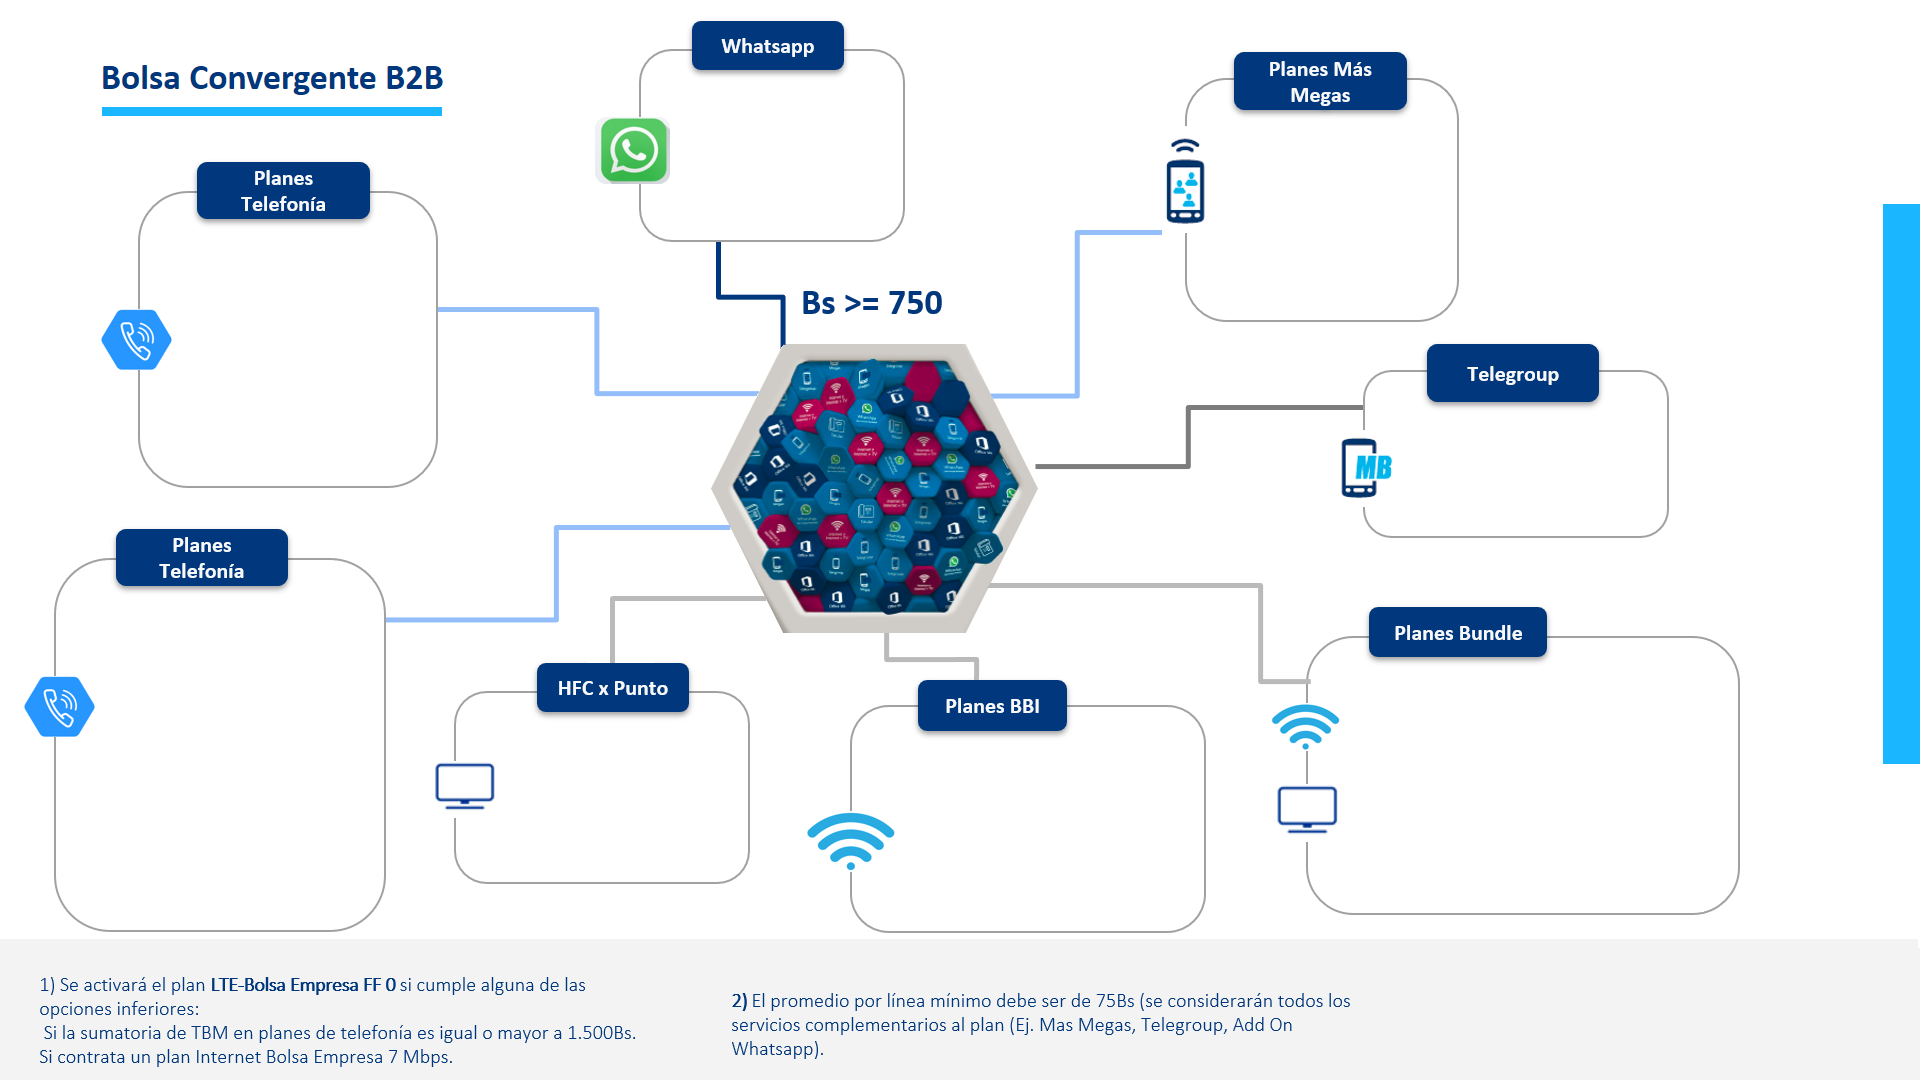 Bolsa Convergente B2B
Whatsapp
Planes Más
Megas
Planes
Telefonía
Bs >= 750
Telegroup
MB
Planes
Telefonía
Planes Bundle
HFC x Punto
Planes BBI
1) Se activará el plan LTE-Bolsa Empresa FF 0 si cumple alguna de las
opciones inferiores:
Si la sumatoria de TBM en planes de telefonía es igual o mayor a 1.500Bs.
Si contrata un plan Internet Bolsa Empresa 7 Mbps.
2) El promedio por línea mínimo debe ser de 75Bs (se considerarán todos los
servicios complementarios al plan (Ej. Mas Megas, Telegroup, Add On
Whatsapp).